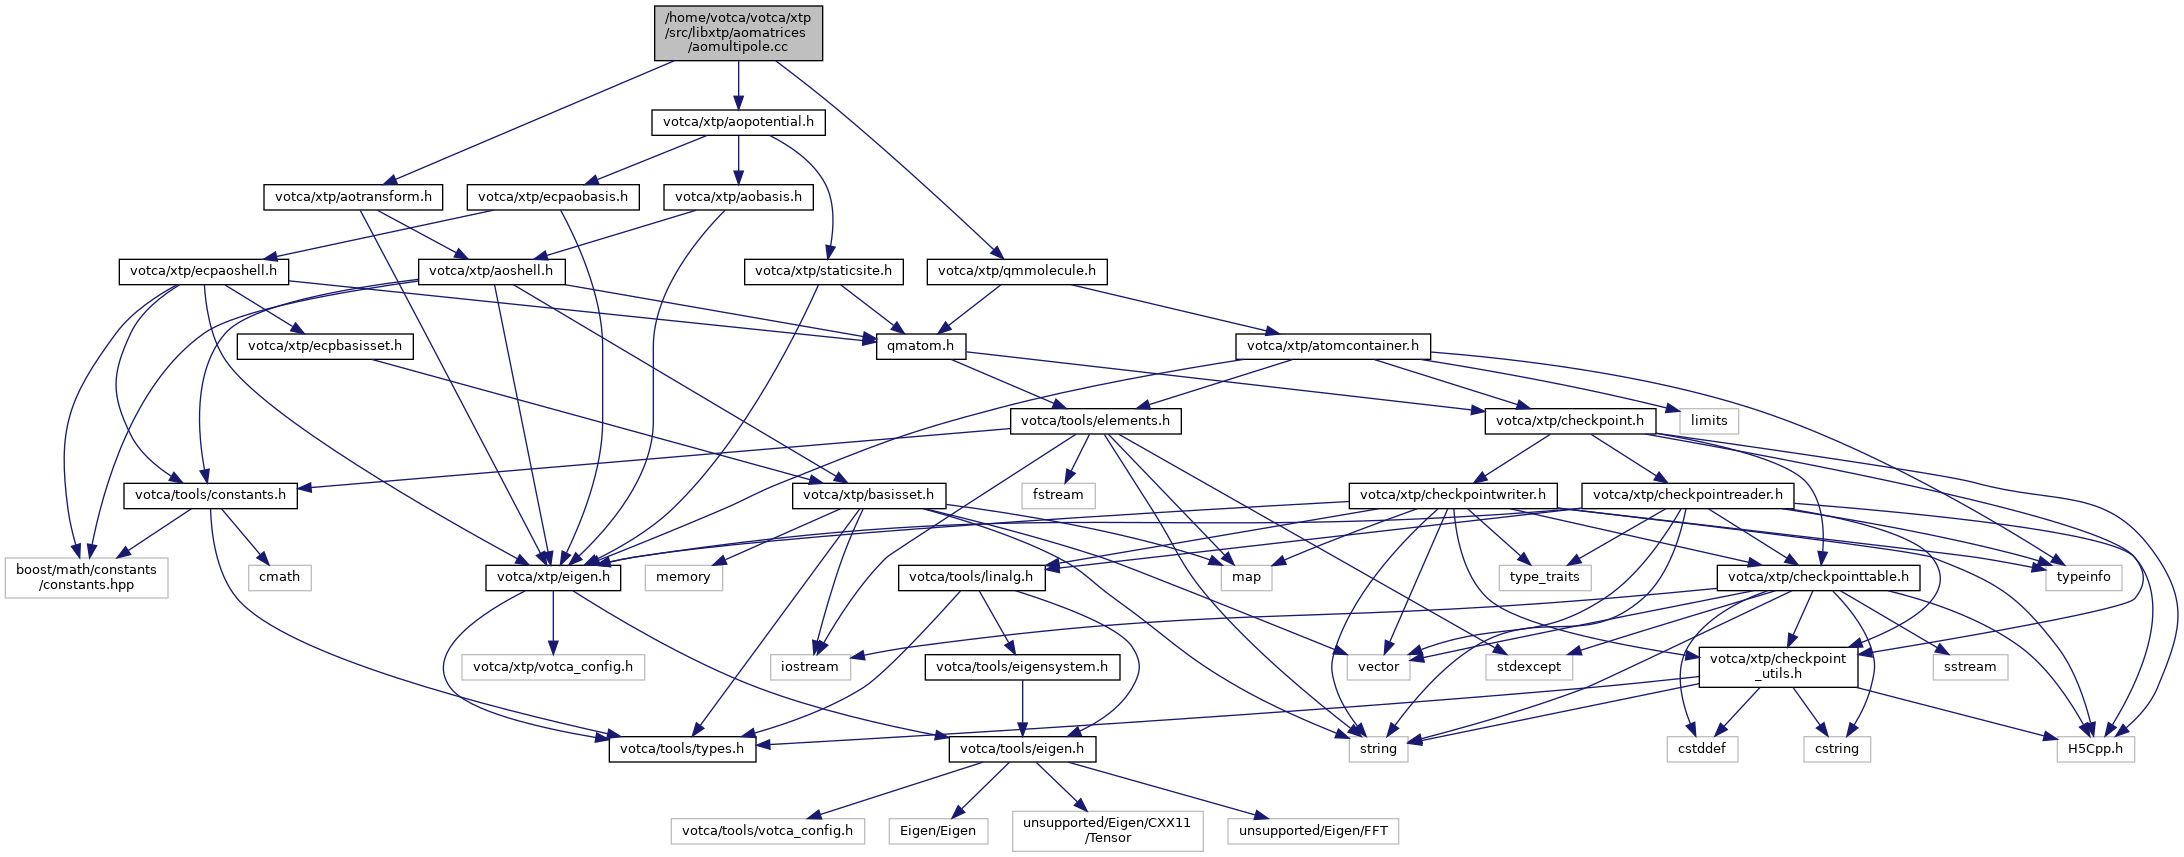 /home/votca/votca/xtp
/src/libxtp/aomatrices
/aomultipole.cc
votca/xtp/aopotential.h
votca/xtp/aotransform.h
votca/xtp/ecpaobasis.h
votca/xtp/aobasis.h
votca/xtp/ecpaoshell.h
votca/xtp/aoshell.h
votca/xtp/staticsite.h
votca/xtp/qmmolecule.h
votca/xtp/ecpbasisset.h
qmatom.h
votca/xtp/atomcontainer.h
votca/tools/elements.h
votca/xtp/checkpoint.h
limits
votca/tools/constants.h
votca/xtp/basisset.h
fstream
votca/xtp/checkpointwriter.h
votca/xtp/checkpointreader.h
boost/math/constants
/constants.hpp
cmath
votca/xtp/eigen.h
memory
votca/tools/linalg.h
map
type_traits
votca/xtp/checkpointtable.h
typeinfo
votca/xtp/votca_config.h
iostream
votca/tools/eigensystem.h
vector
stdexcept
votca/xtp/checkpoint
_utils.h
sstream
votca/tools/types.h
votca/tools/eigen.h
string
cstddef
cstring
H5Cpp.h
votca/tools/votca_config.h
Eigen/Eigen
unsupported/Eigen/CXX11
/Tensor
unsupported/Eigen/FFT